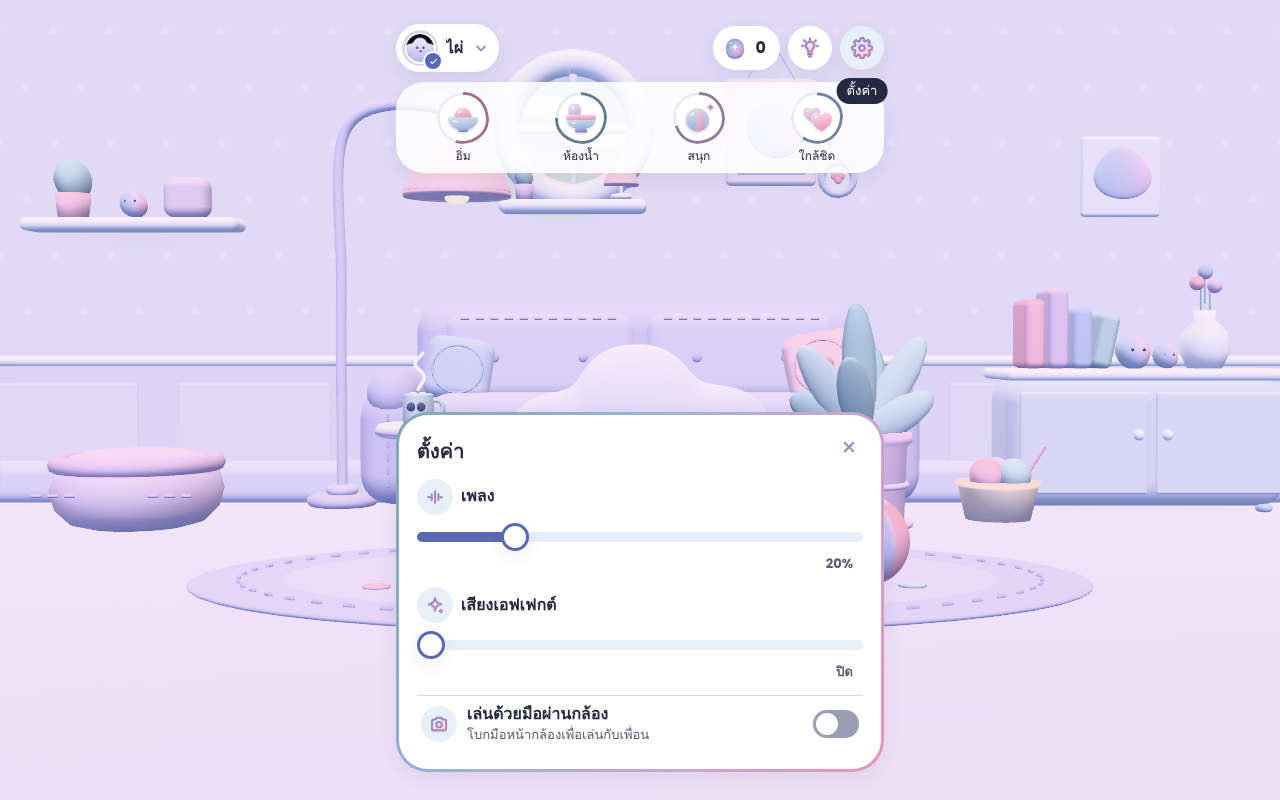 ไผ่
0
ตั้งค่า
อิ่ม
ห้องน้ำ
สนุก
ใกล้ชิด
ตั้งค่า
เพลง
20%
เสียงเอฟเฟกต์
ปิด
เล่นด้วยมือผ่านกล้อง
โบกมือหน้ากล้องเพื่อเล่นกับเพื่อน